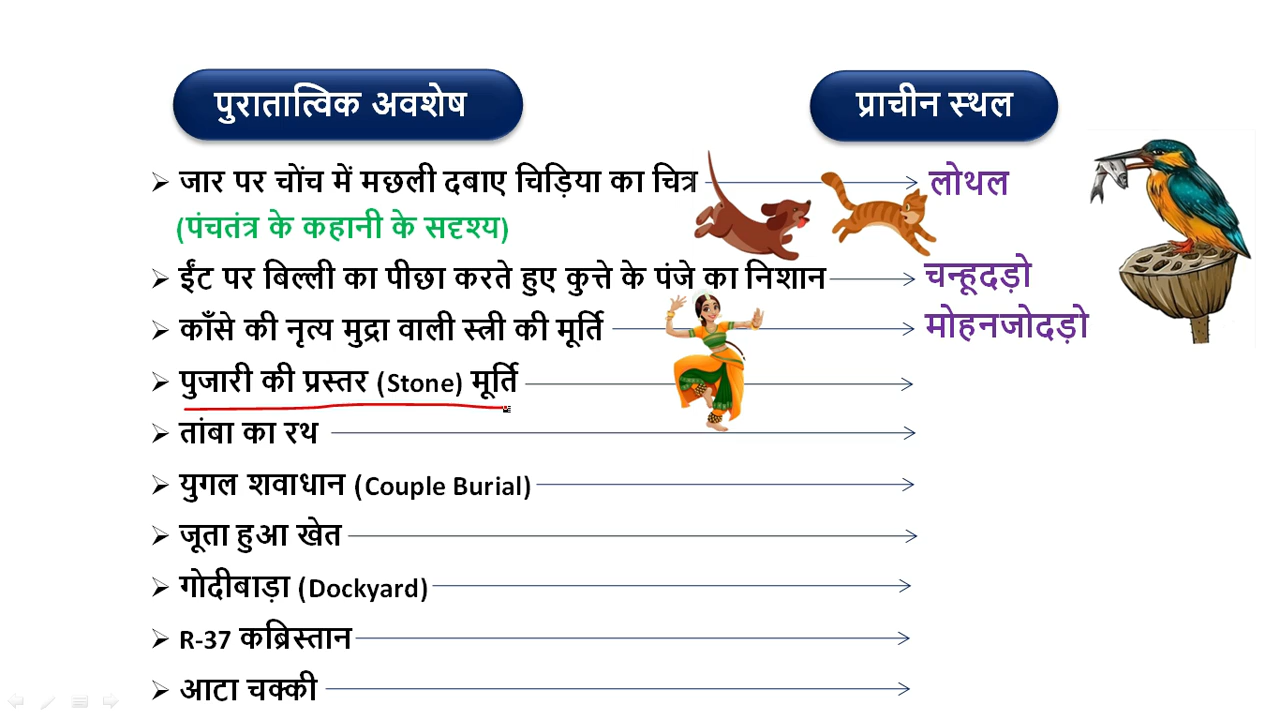 पुरातात्विक अवशेष प्राचीन स्थल
➢ जार पर चोंच में मछली दबाए चिड़िया का चित्र → लोथल
(पंचतंत्र के कहानी के सदृश्य)
➢ ईंट पर बिल्ली का पीछा करते हुए कुत्ते के पंजे का निशान → चन्हूदड़ो
➢ काँसे की नृत्य मुद्रा वाली स्त्री की मूर्ति → मोहनजोदड़ो
➢ पुजारी की प्रस्तर (Stone) मूर्ति →
➢ तांबा का रथ →
➢ युगल शवाधान (Couple Burial) →
➢ जूता हुआ खेत →
➢ गोदीबाड़ा (Dockyard) →
➢ R-37 कब्रिस्तान →
➢ आटा चक्की →